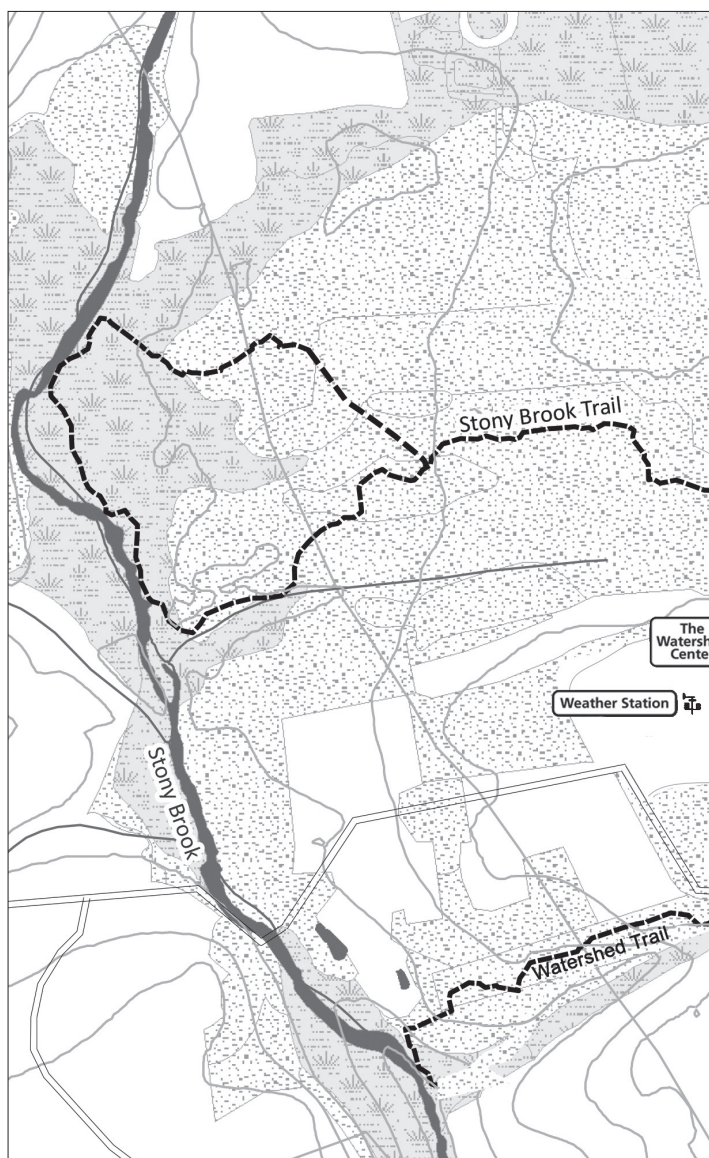 Stony Brook Trail
The
Watersh
Cente
Weather Station
Stony Brook
Watershed Trail